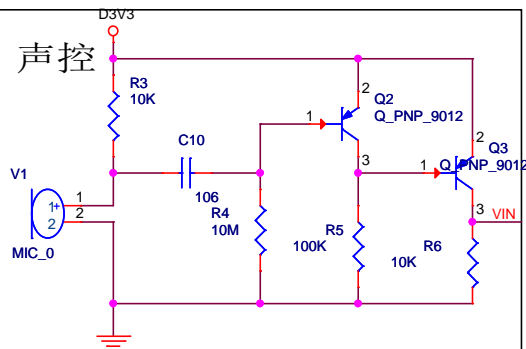 D3V3
声控
R3
10K
2
Q2
Q_PNP_9012
1
3
C10
106
V1
1
2
1+
2
MIC_0
R4
10M
R5
100K
2
Q3
Q_PNP_9012
1
3
VIN
R6
10K